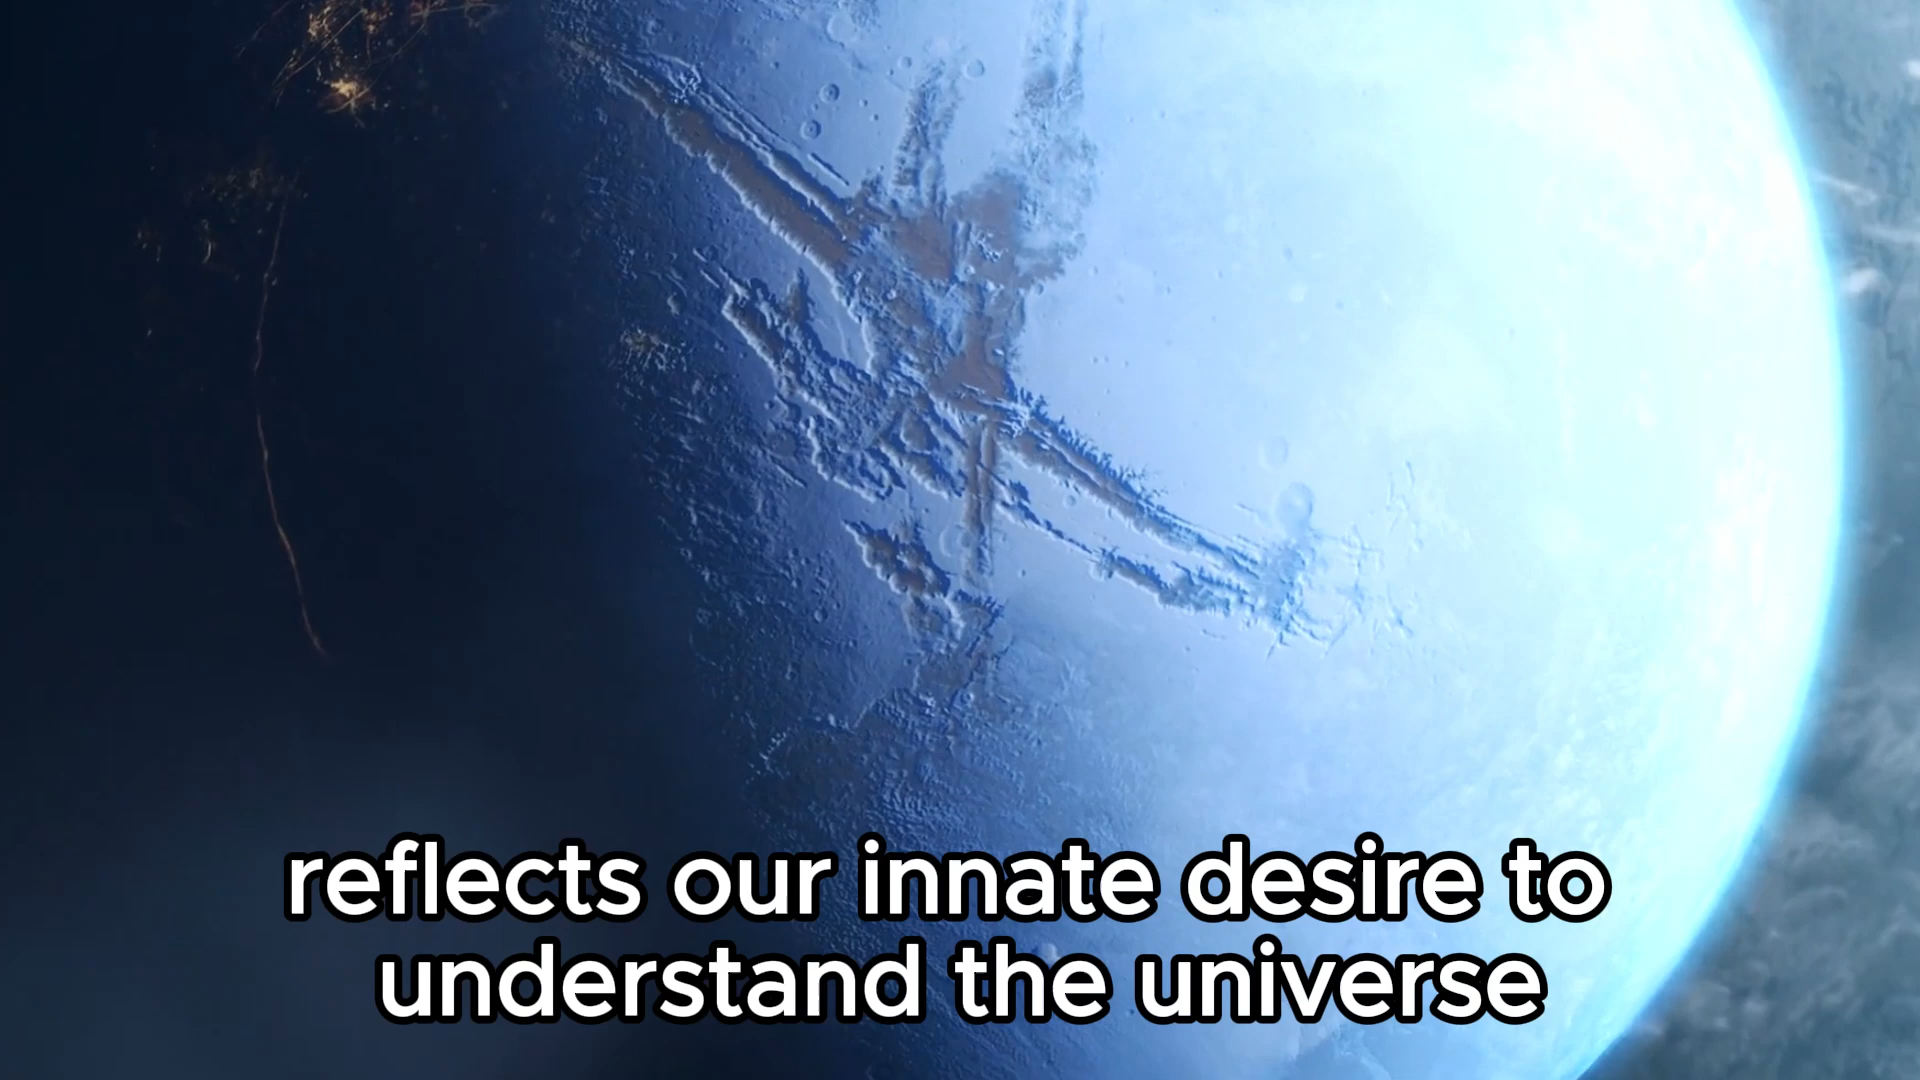 reflects our innate desire to
understand the universe